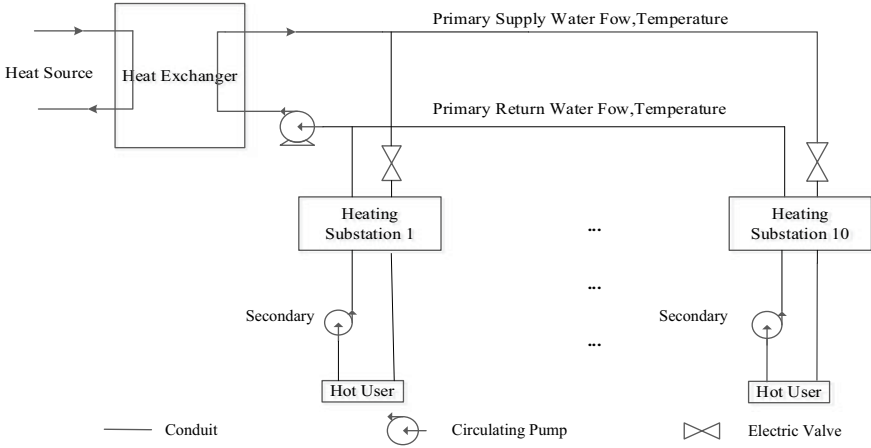 Primary Supply Water Fow,Temperature
Heat Source
Heat Exchanger
Primary Return Water Fow,Temperature
Heating
Substation 1
...
Heating
Substation 10
...
Secondary
...
Secondary
Hot User
Hot User
Conduit
Circulating Pump
Electric Valve